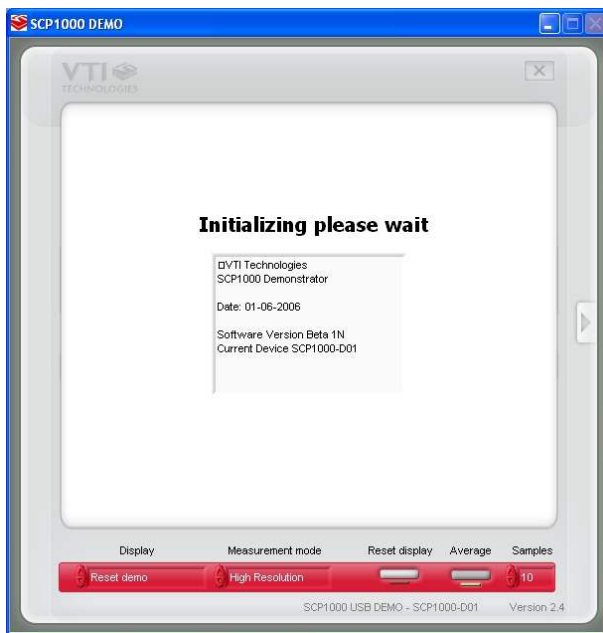 SCP1000 DEMO
VTI
TECHNOLOGIES
Initializing please wait
VTI Technologies
SCP1000 Demonstrator
Date: 01-06-2006
Software Version Beta 1N
Current Device SCP1000-D01
Display Measurement mode Reset display Average Samples
Reset demo High Resolution 10
SCP1000 USB DEMO - SCP1000-D01 Version 2.4